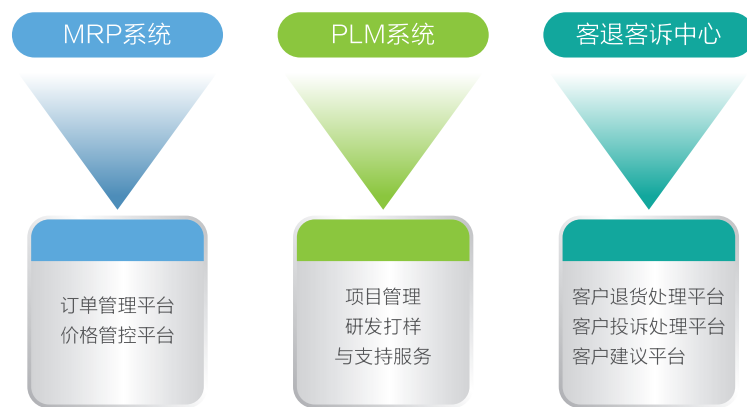 MRP系统
PLM系统
客退客诉中心
订单管理平台
价格管控平台
项目管理
研发打样
与支持服务
客户退货处理平台
客户投诉处理平台
客户建议平台